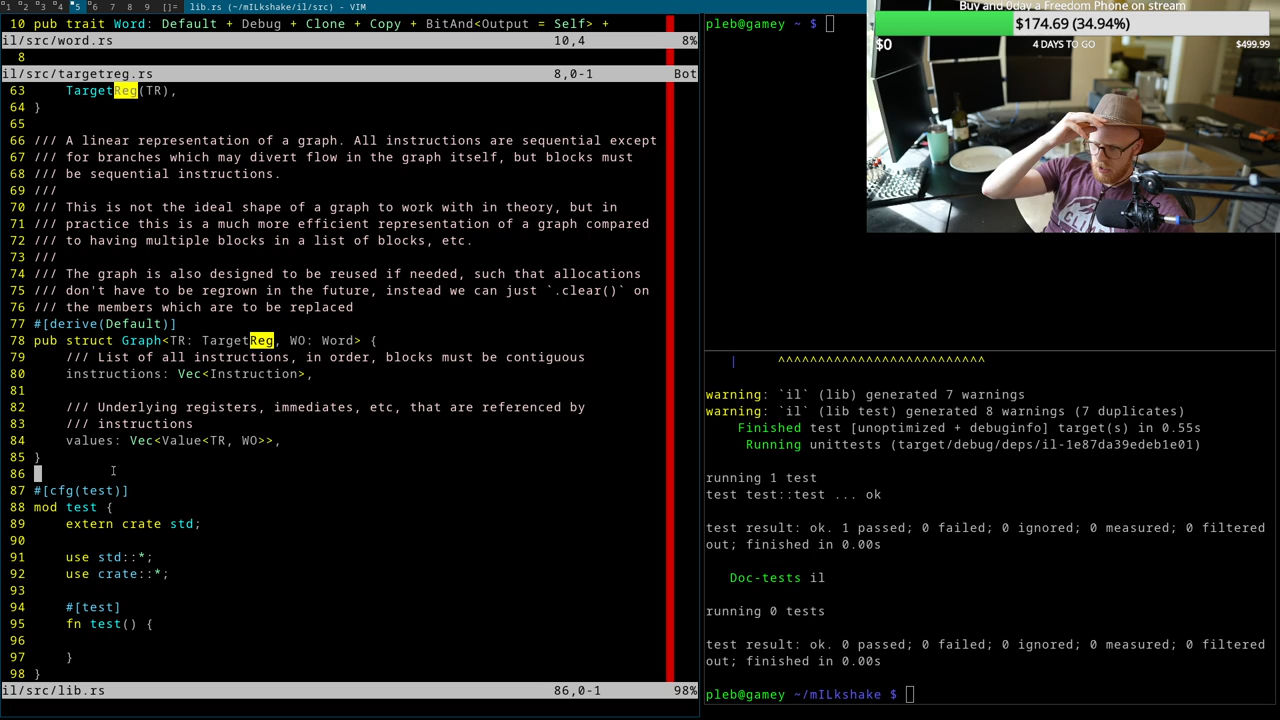 1 2 3 4 5 6 7 8 9 []= lib.rs (~/mILkshake/il/src) - VIM
10 pub trait Word: Default + Debug + Clone + Copy + BitAnd<Output = Self> +
il/src/word.rs 10,4 8%
8
il/src/targetreg.rs 8,0-1 Bot
63 TargetReg(TR),
64 }
65
66 /// A linear representation of a graph. All instructions are sequential except
67 /// for branches which may divert flow in the graph itself, but blocks must
68 /// be sequential instructions.
69 ///
70 /// This is not the ideal shape of a graph to work with in theory, but in
71 /// practice this is a much more efficient representation of a graph compared
72 /// to having multiple blocks in a list of blocks, etc.
73 ///
74 /// The graph is also designed to be reused if needed, such that allocations
75 /// don't have to be regrown in the future, instead we can just `.clear()` on
76 /// the members which are to be replaced
77 #[derive(Default)]
78 pub struct Graph<TR: TargetReg, WO: Word> {
79 /// List of all instructions, in order, blocks must be contiguous
80 instructions: Vec<Instruction>,
81
82 /// Underlying registers, immediates, etc, that are referenced by
83 /// instructions
84 values: Vec<Value<TR, WO>>,
85 }
86
87 #[cfg(test)]
88 mod test {
89 extern crate std;
90
91 use std::*;
92 use crate::*;
93
94 #[test]
95 fn test() {
96
97 }
98 }
il/src/lib.rs 86,0-1 98%
pleb@gamey ~ $
Buy and 0day a Freedom Phone on stream
$174.69 (34.94%)
$0 4 DAYS TO GO $499.99
| ^^^^^^^^^^^^^^^^^^^^^^^^^^
warning: `il` (lib) generated 7 warnings
warning: `il` (lib test) generated 8 warnings (7 duplicates)
Finished test [unoptimized + debuginfo] target(s) in 0.55s
Running unittests (target/debug/deps/il-1e87da39edeb1e01)
running 1 test
test test::test ... ok
test result: ok. 1 passed; 0 failed; 0 ignored; 0 measured; 0 filtered
out; finished in 0.00s
Doc-tests il
running 0 tests
test result: ok. 0 passed; 0 failed; 0 ignored; 0 measured; 0 filtered
out; finished in 0.00s
pleb@gamey ~/mILkshake $